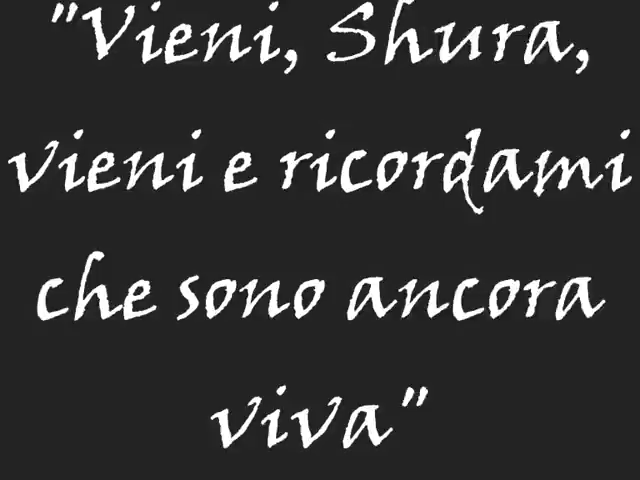 "Vieni, Shura,
vieni e ricordami
che sono ancora
viva"